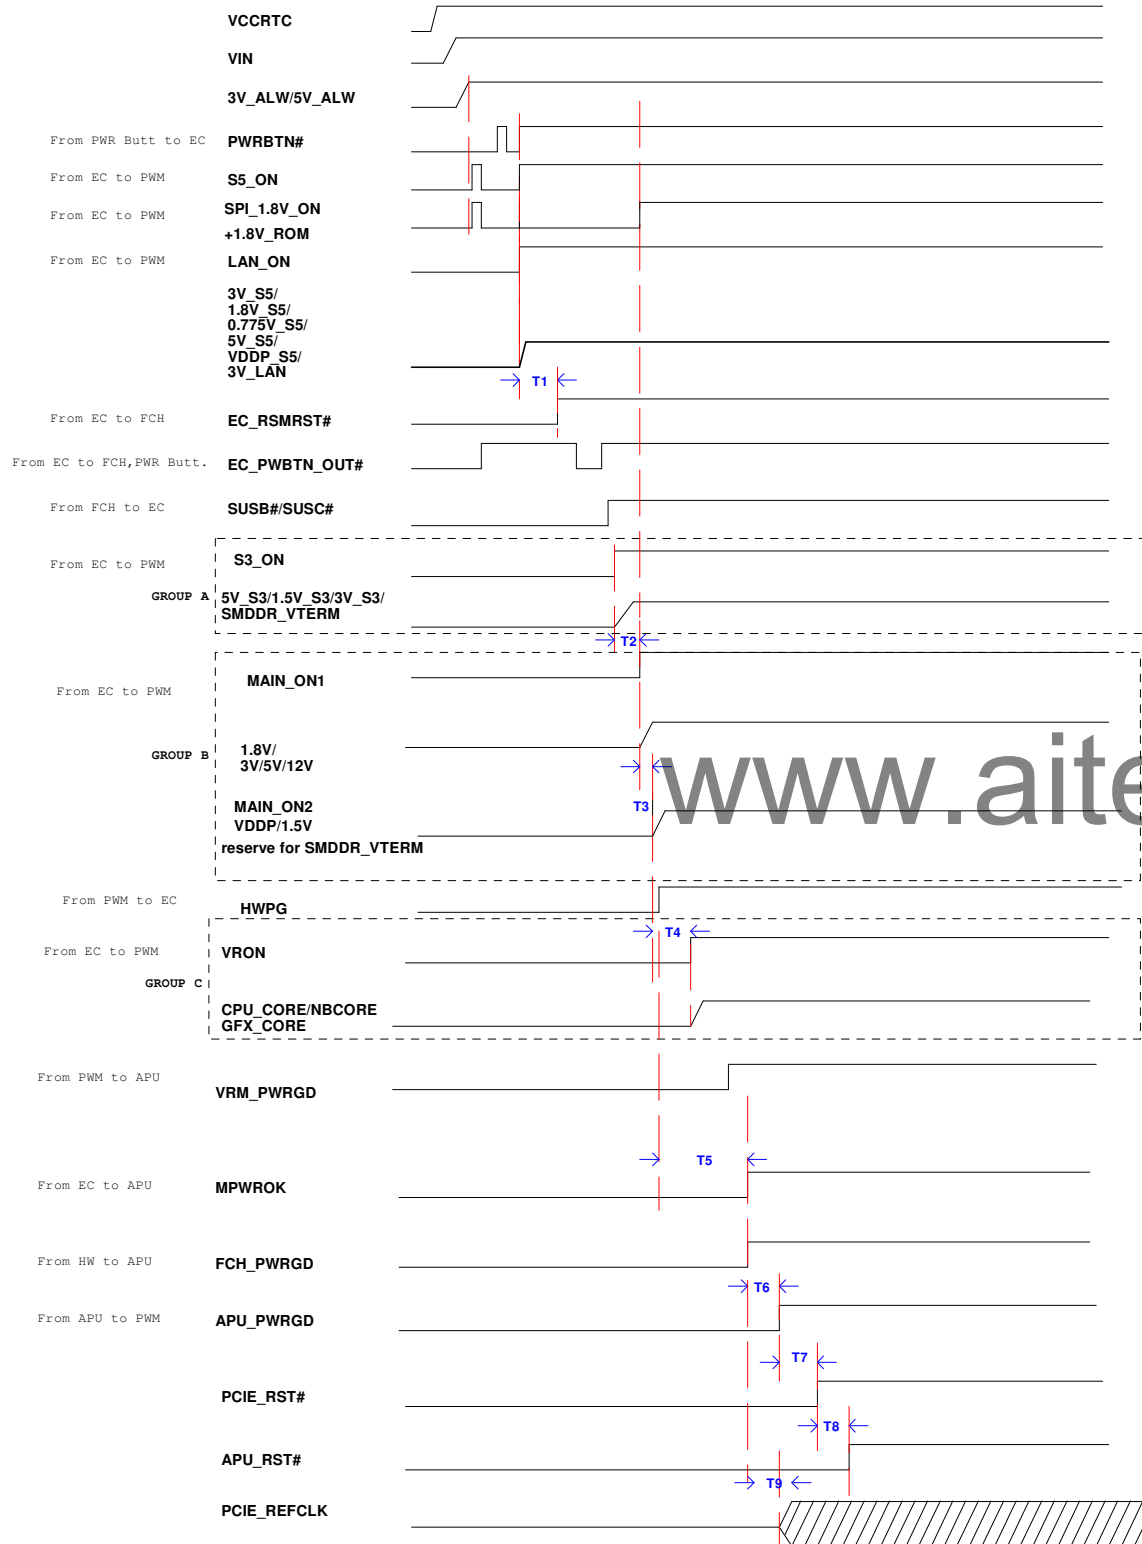 VCCRTC
VIN
3V_ALW/5V_ALW
From PWR Butt to EC PWRBTN#
From EC to PWM S5_ON
From EC to PWM SPI_1.8V_ON
+1.8V_ROM
From EC to PWM LAN_ON
3V_S5/
1.8V_S5/
0.775V_S5/
5V_S5/
VDDP_S5/
3V_LAN
T1
From EC to FCH EC_RSMRST#
From EC to FCH,PWR Butt. EC_PWBTN_OUT#
From FCH to EC SUSB#/SUSC#
From EC to PWM S3_ON
GROUP A 5V_S3/1.5V_S3/3V_S3/
SMDDR_VTERM
T2
From EC to PWM MAIN_ON1
GROUP B 1.8V/
3V/5V/12V
www.aite
T3
MAIN_ON2
VDDP/1.5V
reserve for SMDDR_VTERM
From PWM to EC HWPG
T4
From EC to PWM VRON
GROUP C
CPU_CORE/NBCORE
GFX_CORE
From PWM to APU VRM_PWRGD
T5
From EC to APU MPWROK
From HW to APU FCH_PWRGD
T6
From APU to PWM APU_PWRGD
T7
PCIE_RST#
T8
APU_RST#
T9
PCIE_REFCLK